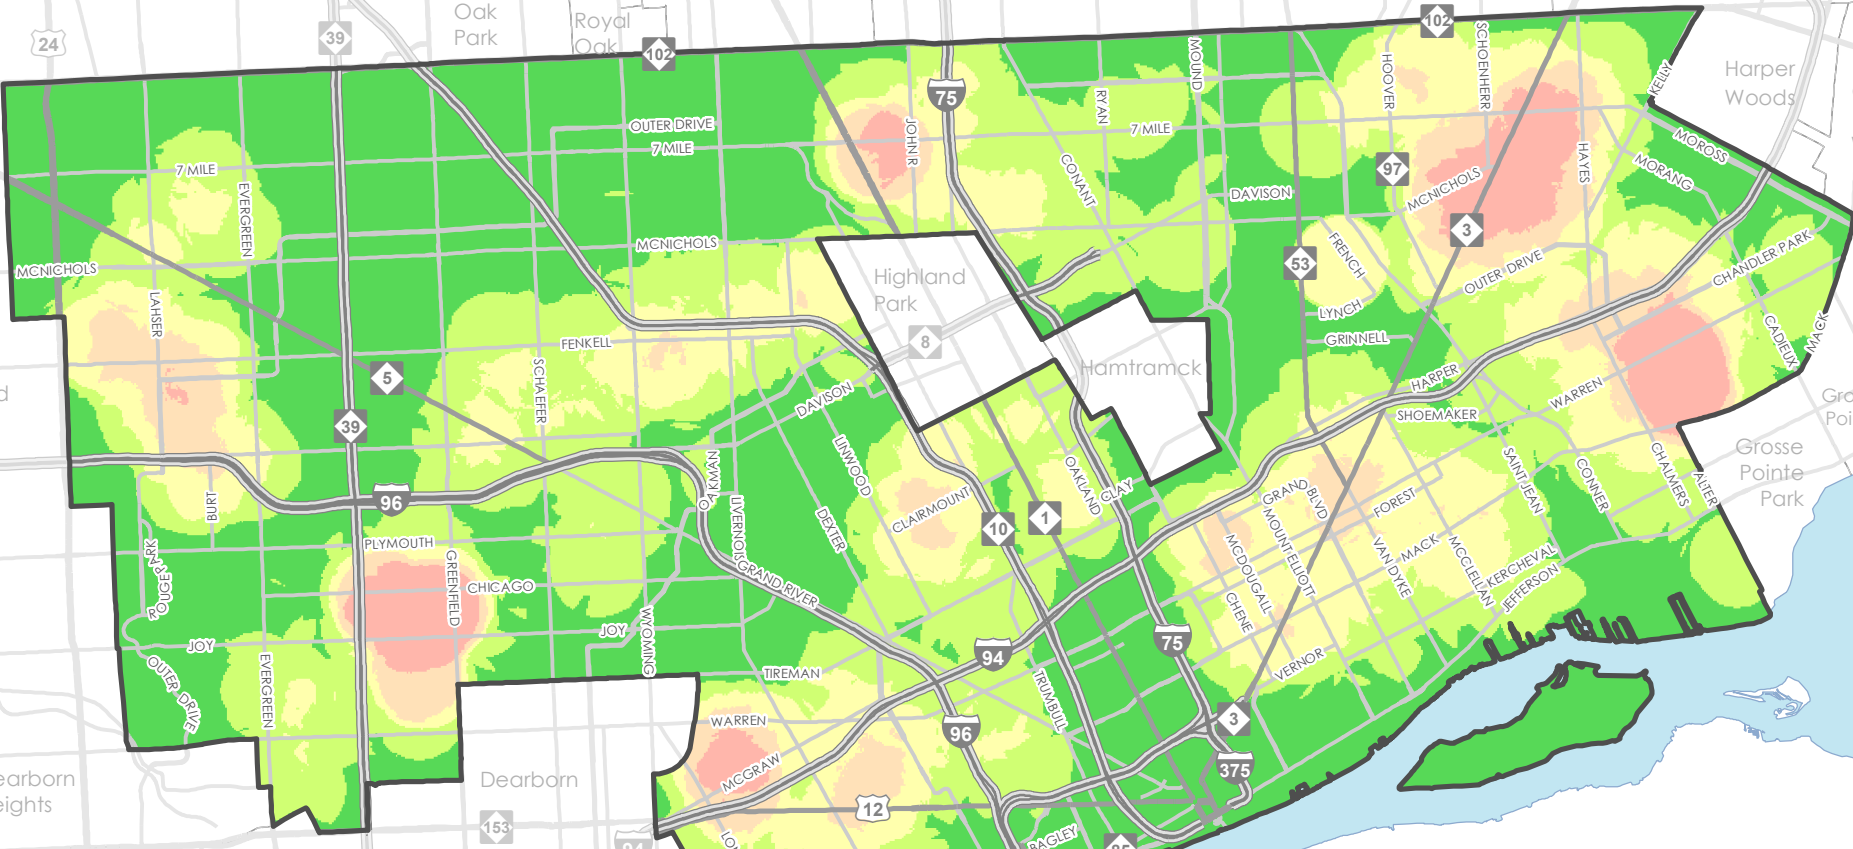 Oak
Park
Royal
Oak
24
39
102
102
Harper
Woods
KELLY
75
MOUND
HOOVER
SCHOENHERR
RYAN
OUTER DRIVE
7 MILE
7 MILE
7 MILE
JOHN R
HAYES
MOROSS
MORANG
EVERGREEN
CONANT
97
MCNICHOLS
DAVISON
3
MCNICHOLS
MCNICHOLS
53
FRENCH
CHANDLER PARK
OUTER DRIVE
Highland
Park
LAHSER
LYNCH
GRINNELL
CADIEUX
MACK
8
FENKELL
Hamtramck
5
SCHAEFER
DAVISON
HARPER
SHOEMAKER
WARREN
39
LINWOOD
OAKMAN
OAKLAND
SAINT JEAN
CONNER
CHALMERS
ALTER
Grosse
Pointe
Park
Gro
Poi
96
BURT
LIVERNOIS
DEXTER
CLAIRMOUNT
CLAY
10
1
GRAND BLVD
MOUNT ELLIOTT
FOREST
MACK
VAN DYKE
MCCLELLAN
KERCHEVAL
JEFFERSON
PLYMOUTH
GREENFIELD
CHICAGO
GRAND RIVER
ROUGE PARK
MCDOUGALL
CHENE
JOY
JOY
WYOMING
94
75
VERNOR
OUTER DRIVE
EVERGREEN
TIREMAN
TRUMBULL
WARREN
96
3
MCGRAW
375
12
earborn
eights
Dearborn
153
94
BAGLEY
85